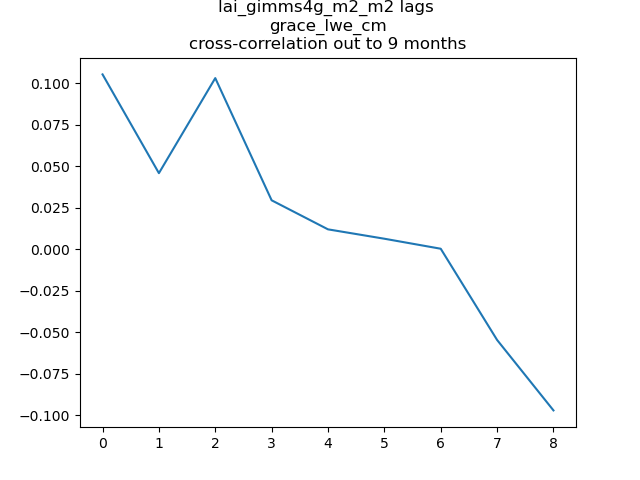 lai_gimms4g_m2_m2 lags
grace_lwe_cm
cross-correlation out to 9 months
0.100
0.075
0.050
0.025
0.000
−0.025
−0.050
−0.075
−0.100
0 1 2 3 4 5 6 7 8